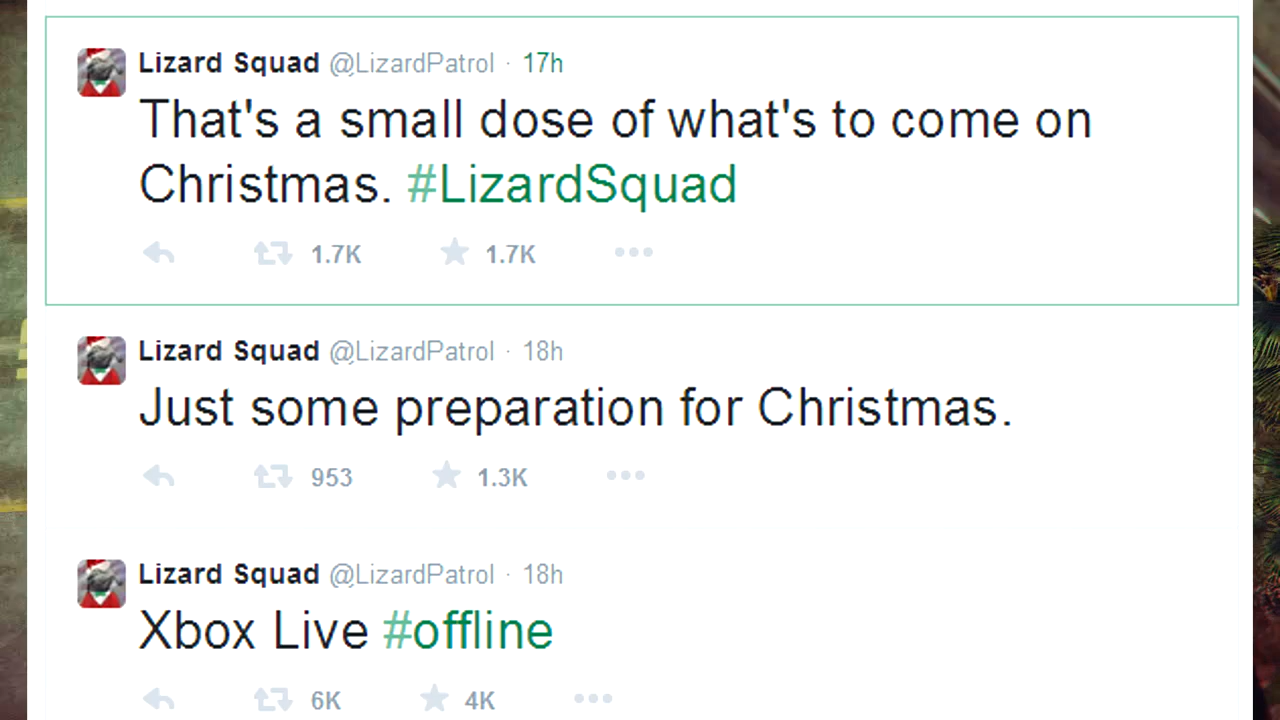 Lizard Squad @LizardPatrol · 17h
That's a small dose of what's to come on
Christmas. #LizardSquad
1.7K 1.7K
Lizard Squad @LizardPatrol · 18h
Just some preparation for Christmas.
953 1.3K
Lizard Squad @LizardPatrol · 18h
Xbox Live #offline
6K 4K